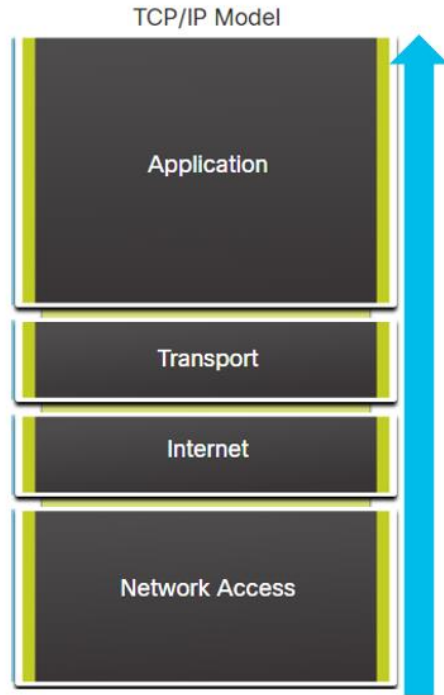 TCP/IP Model
Application
Transport
Internet
Network Access